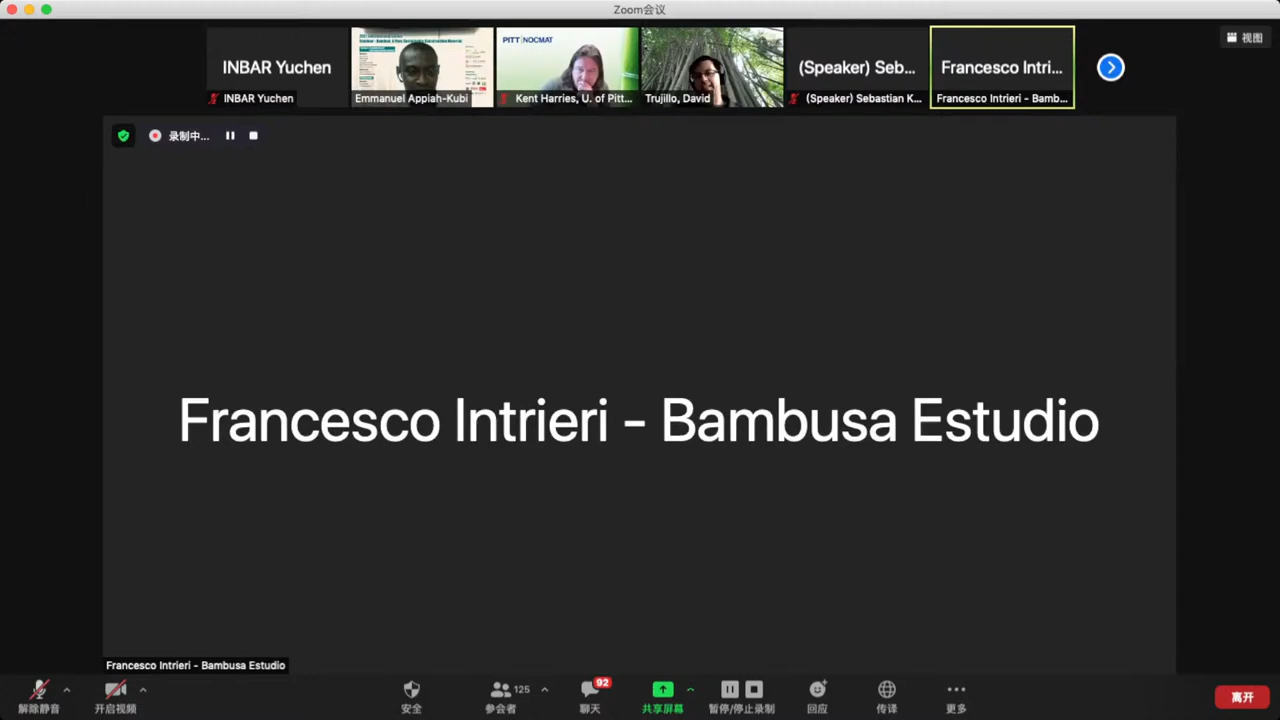 Zoom会议
INBAR Yuchen
INBAR Yuchen
Emmanuel Appiah-Kubi
PITT NOCMAT
Kent Harries, U. of Pitt...
Trujillo, David
(Speaker) Seb...
(Speaker) Sebastian K...
Francesco Intri...
Francesco Intrieri - Bamb...
视图
录制中...
Francesco Intrieri - Bambusa Estudio
Francesco Intrieri - Bambusa Estudio
解除静音
开启视频
安全
125
参会者
92
聊天
共享屏幕
暂停/停止录制
回应
传译
更多
离开